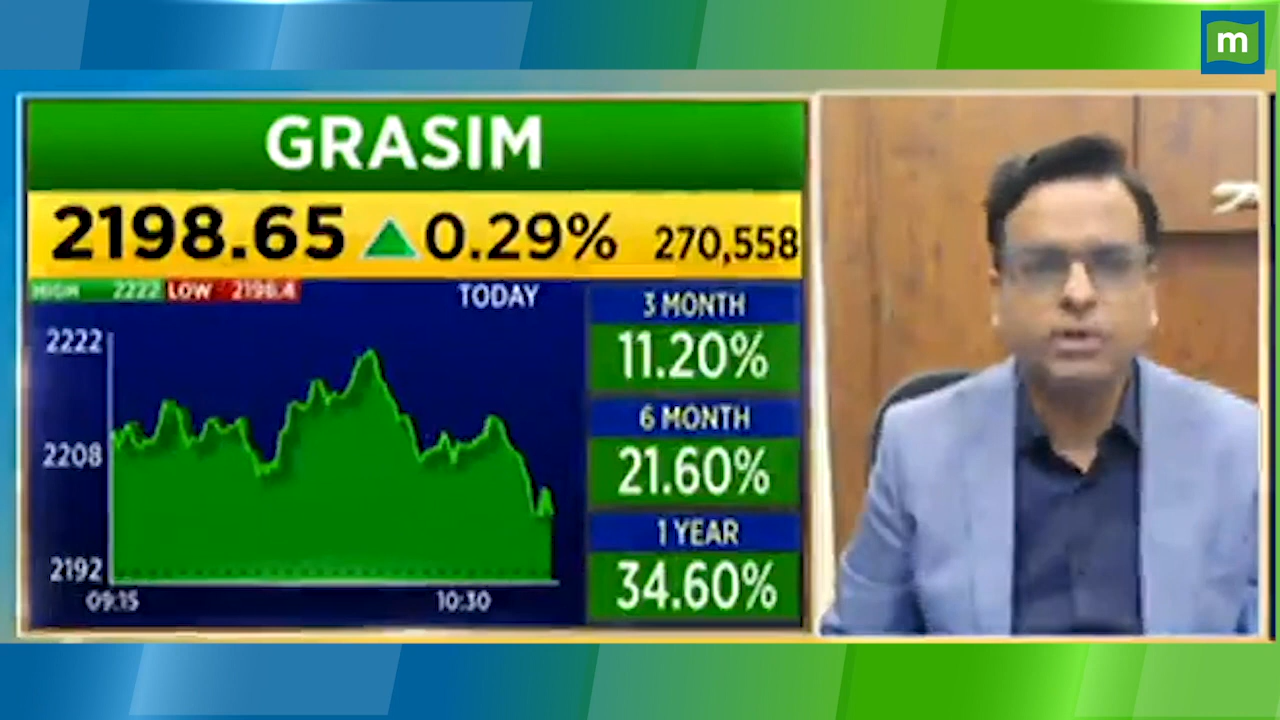 m
GRASIM
2198.65 ▲ 0.29% 270,558
HIGH 2222 LOW 2198.4
TODAY
2222
2208
2192
09:15 10:30
3 MONTH
11.20%
6 MONTH
21.60%
1 YEAR
34.60%